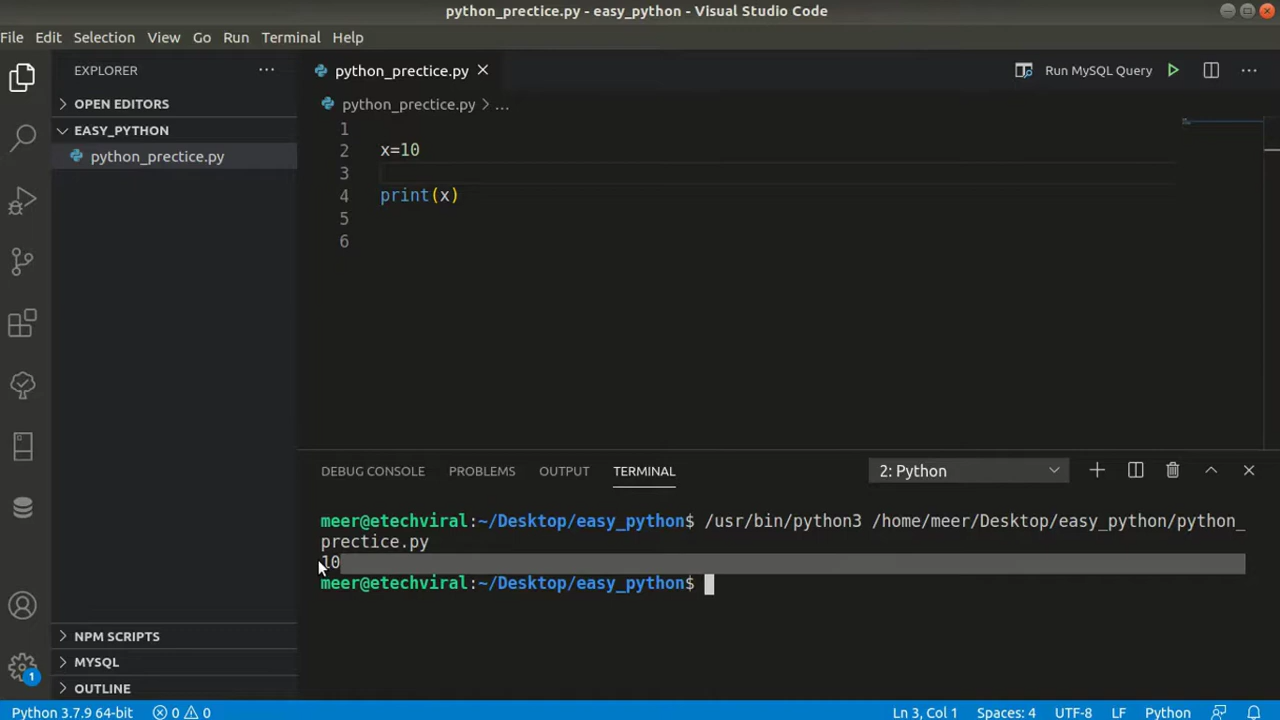 python_prectice.py - easy_python - Visual Studio Code
File Edit Selection View Go Run Terminal Help
EXPLORER ···
python_prectice.py
Run MySQL Query ···
OPEN EDITORS
python_prectice.py > ...
EASY_PYTHON
python_prectice.py
1
2 x=10
3
4 print(x)
5
6
DEBUG CONSOLE PROBLEMS OUTPUT TERMINAL 2: Python
meer@etechviral:~/Desktop/easy_python$ /usr/bin/python3 /home/meer/Desktop/easy_python/python_
prectice.py
10
meer@etechviral:~/Desktop/easy_python$
NPM SCRIPTS
MYSQL
1
OUTLINE
Python 3.7.9 64-bit 0 0 Ln 3, Col 1 Spaces: 4 UTF-8 LF Python